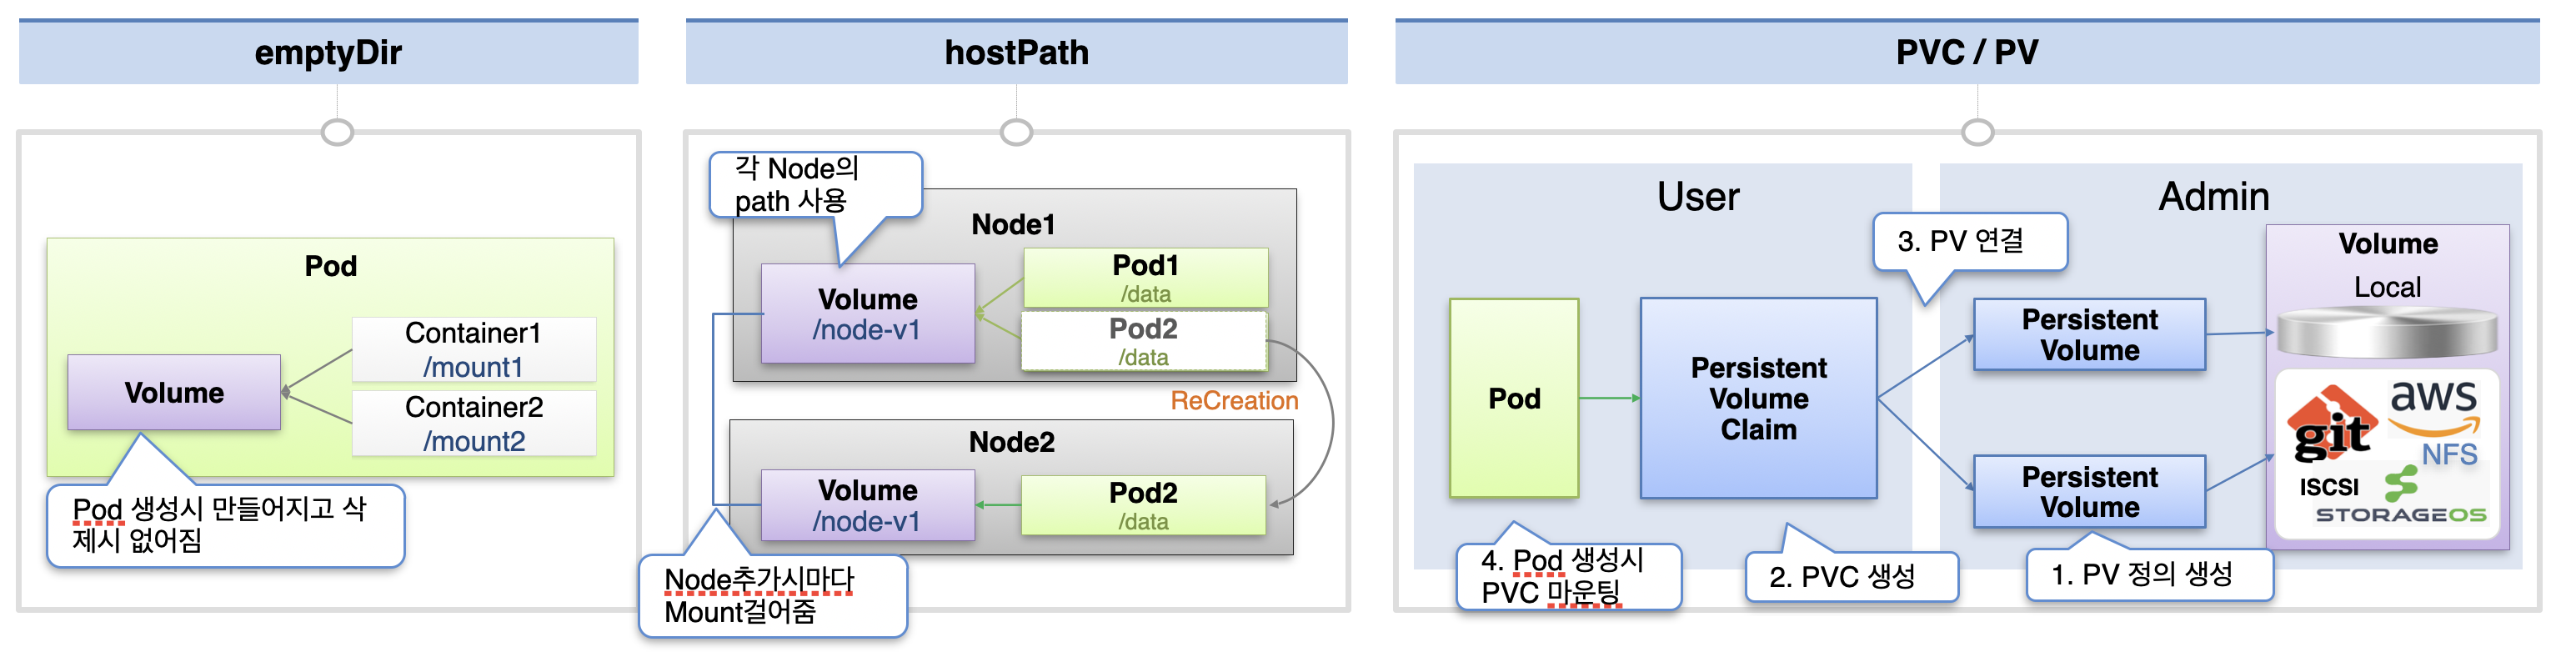 emptyDir
Pod
Container1
/mount1
Volume
Container2
/mount2
Pod 생성시 만들어지고 삭
제시 없어짐
hostPath
각 Node의
path 사용
Node1
Pod1
/data
Volume
/node-v1
Pod2
/data
ReCreation
Node2
Volume
/node-v1
Pod2
/data
Node추가시마다
Mount걸어줌
PVC / PV
User
Admin
3. PV 연결
Volume
Local
Pod
Persistent
Volume
Claim
Persistent
Volume
Persistent
Volume
git
aws
NFS
ISCSI
STORAGEOS
4. Pod 생성시
PVC 마운팅
2. PVC 생성
1. PV 정의 생성